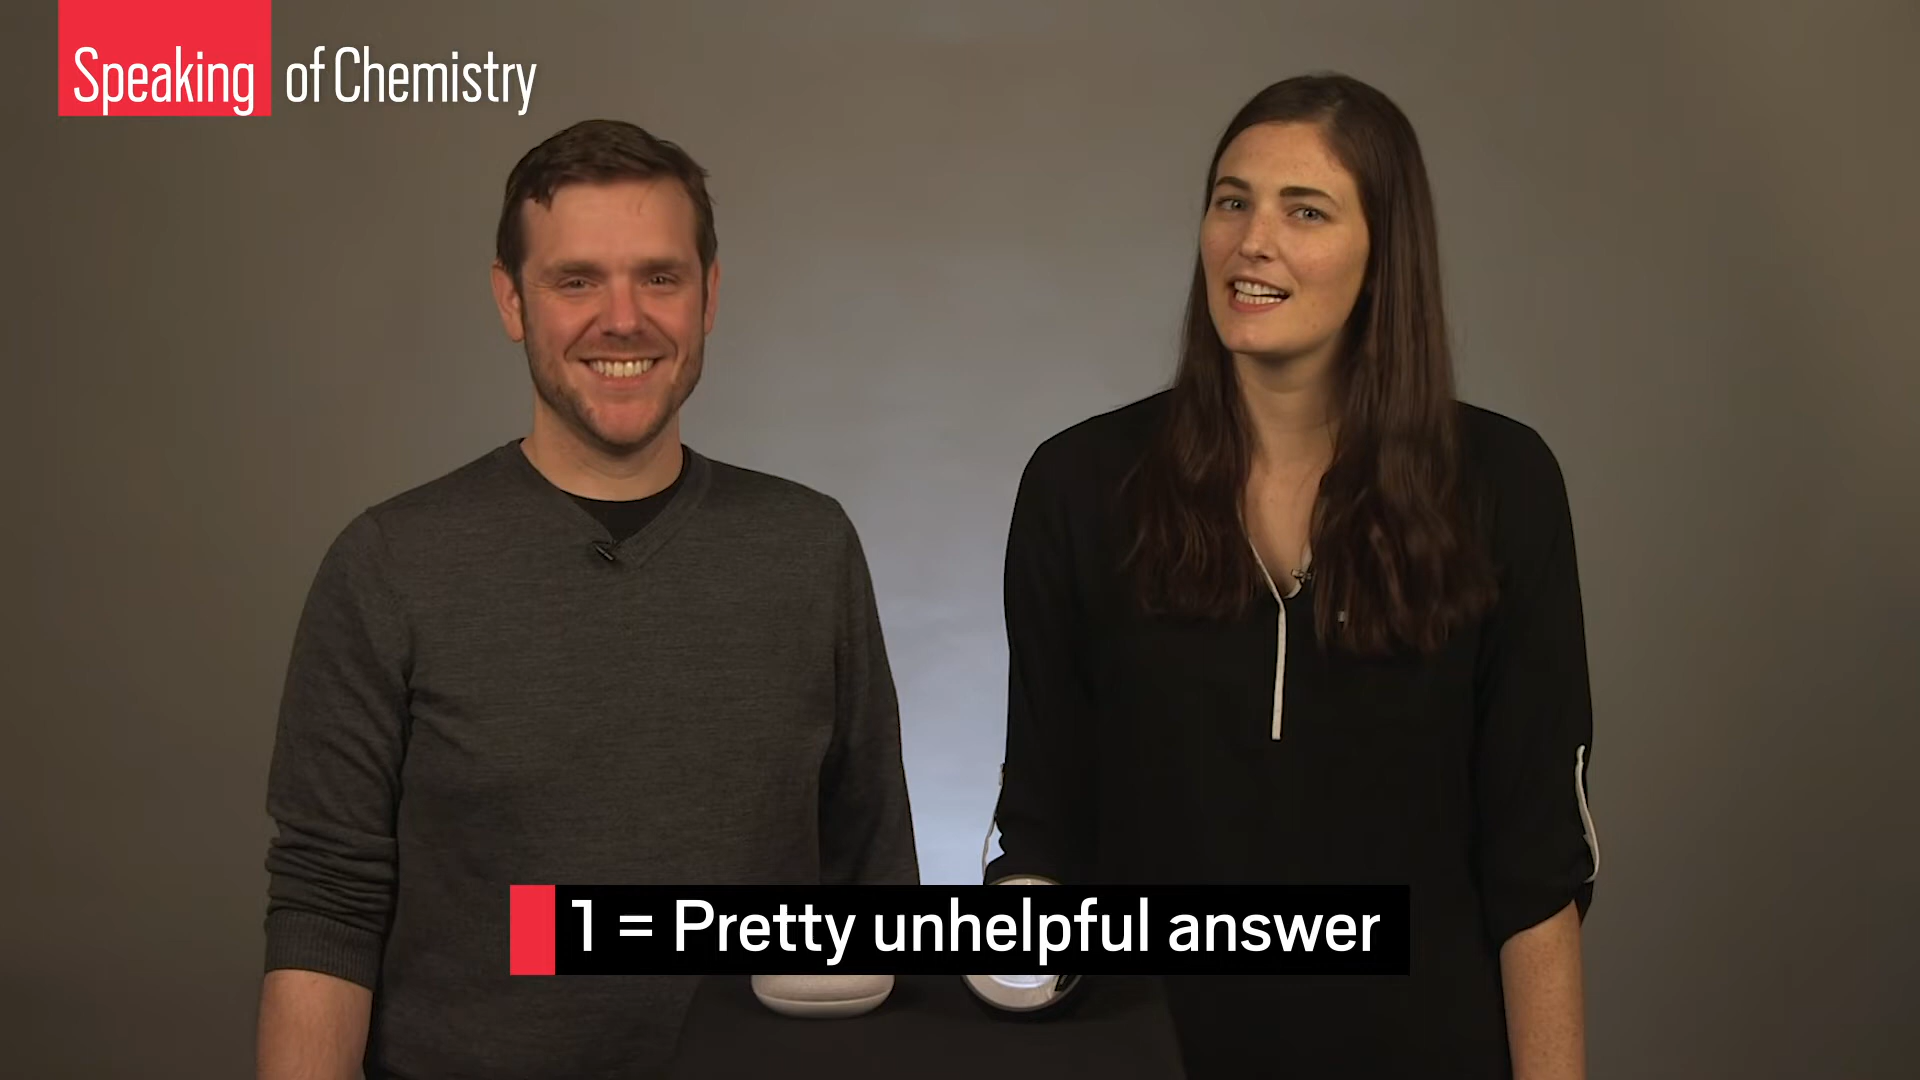 Speaking of Chemistry
1 = Pretty unhelpful answer